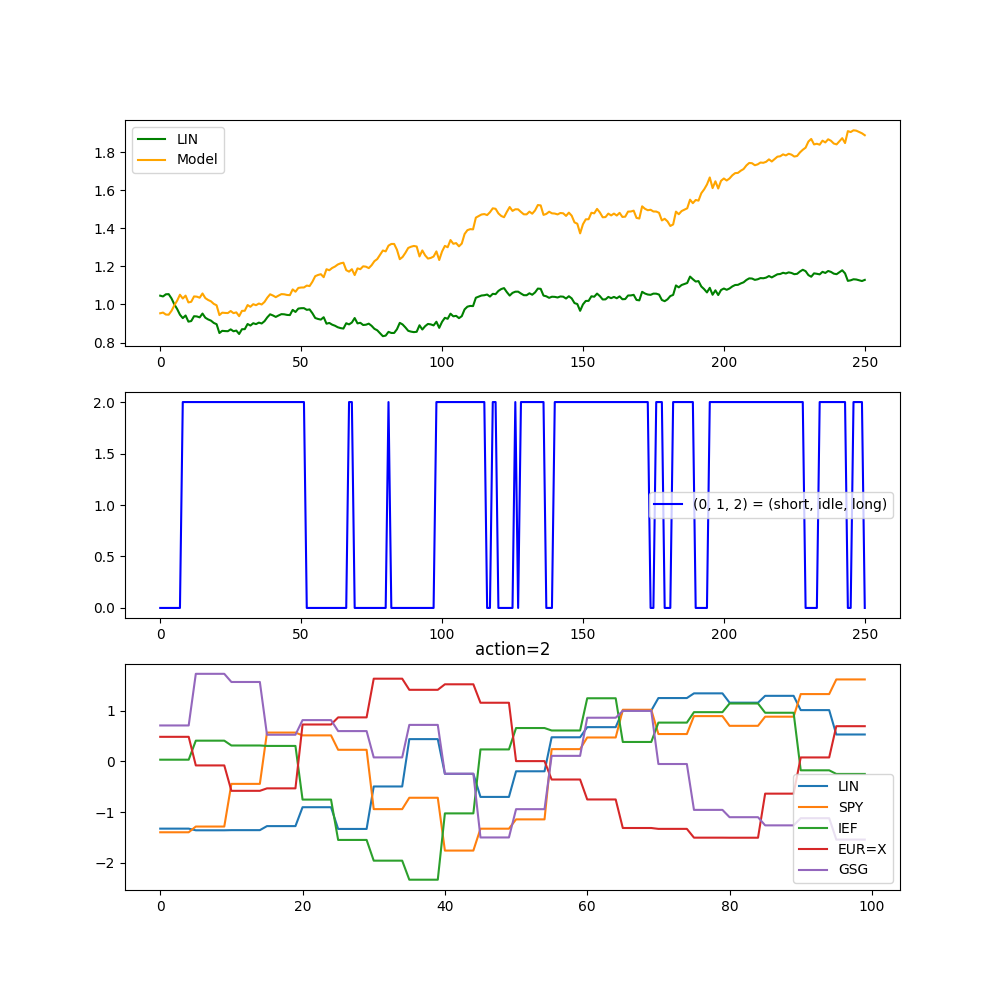 LIN
Model
1.8
1.6
1.4
1.2
1.0
0.8
0 50 100 150 200 250
2.0
1.5
1.0
0.5
0.0
(0, 1, 2) = (short, idle, long)
0 50 100 150 200 250
action=2
1
0
−1
−2
LIN
SPY
IEF
EUR=X
GSG
0 20 40 60 80 100